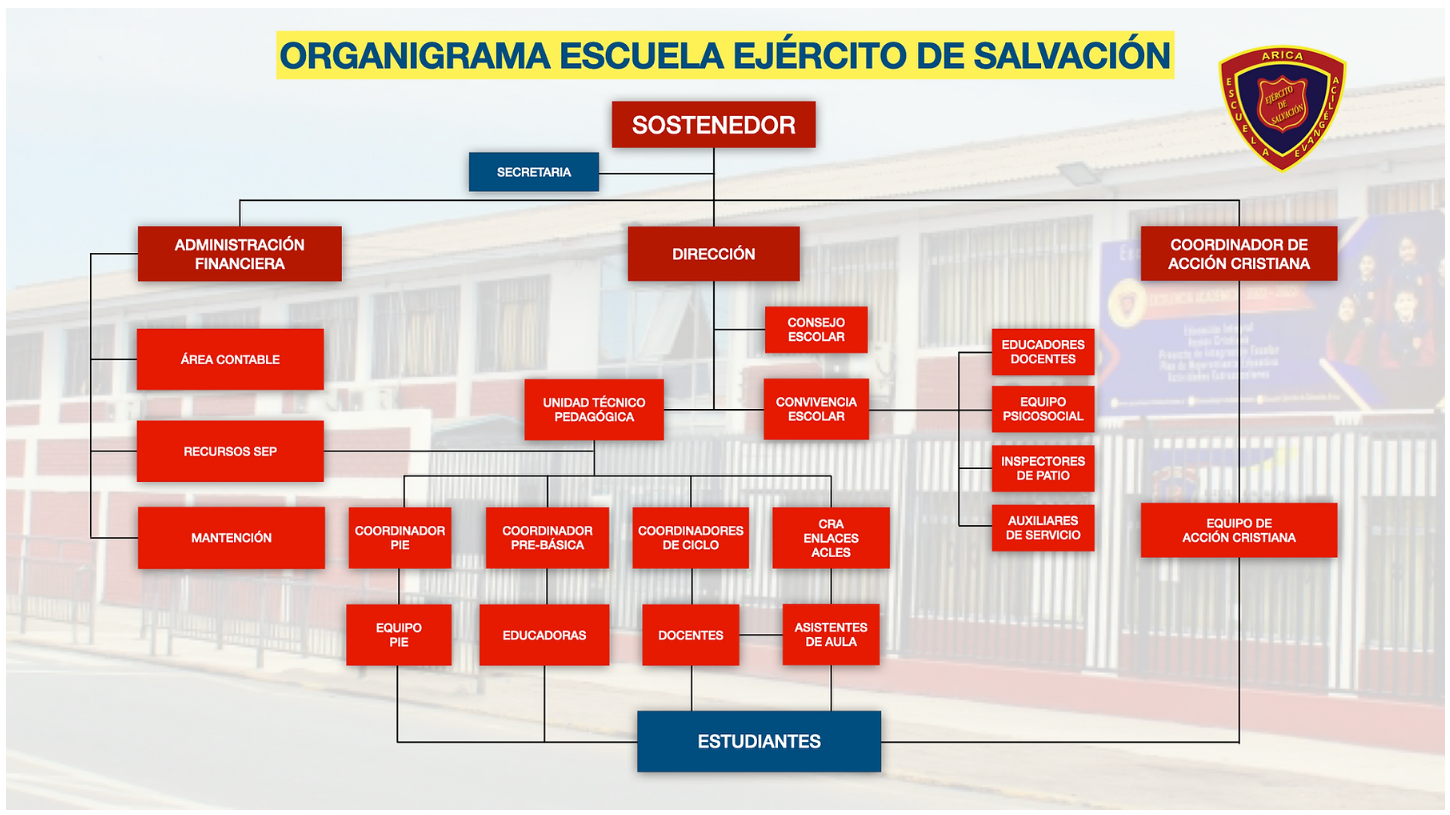 ORGANIGRAMA ESCUELA EJÉRCITO DE SALVACIÓN
ARICA
ESCUELA
EVANGÉLICA
EJÉRCITO
DE
SALVACIÓN
SOSTENEDOR
SECRETARIA
ADMINISTRACIÓN
FINANCIERA
DIRECCIÓN
COORDINADOR DE
ACCIÓN CRISTIANA
CONSEJO
ESCOLAR
ÁREA CONTABLE
EDUCADORES
DOCENTES
UNIDAD TÉCNICO
PEDAGÓGICA
CONVIVENCIA
ESCOLAR
EQUIPO
PSICOSOCIAL
RECURSOS SEP
INSPECTORES
DE PATIO
MANTENCIÓN
COORDINADOR
PIE
COORDINADOR
PRE-BÁSICA
COORDINADORES
DE CICLO
CRA
ENLACES
ACLES
AUXILIARES
DE SERVICIO
EQUIPO DE
ACCIÓN CRISTIANA
EQUIPO
PIE
EDUCADORAS
DOCENTES
ASISTENTES
DE AULA
ESTUDIANTES